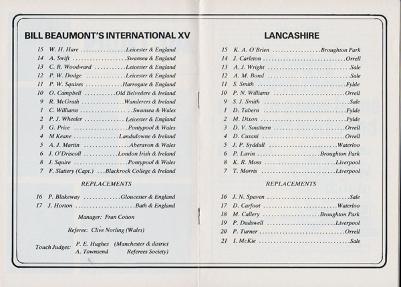 BILL BEAUMONT'S INTERNATIONAL XV
15 W. H. Hare ..... Leicester & England
14 A. Swift ..... Swansea & England
13 C. R. Woodward ..... Leicester & England
12 P. W. Dodge ..... Leicester & England
11 P. W. Squires ..... Harrogate & England
10 O. Campbell ..... Old Belvedere & Ireland
9 R. McGrath ..... Wanderers & Ireland
1 C. Williams ..... Swansea & Wales
2 P. J. Wheeler ..... Leicester & England
3 G. Price ..... Pontypool & Wales
4 M Keane ..... Lansdowne & Ireland
5 A. J. Martin ..... Aberavon & Wales
6 J. O'Driscoll ..... London Irish & Ireland
8 J. Squire ..... Pontypool & Wales
7 F. Slattery (Capt.) ..... Blackrock College & Ireland
REPLACEMENTS
16 P. Blakeway ..... Gloucester & England
17 J. Horton ..... Bath & England
Manager: Fran Cotton
Referee: Clive Norling (Wales)
Touch Judges: P. E. Hughes (Manchester & district
A. Townsend Referees Society)
LANCASHIRE
15 K. A. O'Brien ..... Broughton Park
14 J. Carleton ..... Orrell
13 A. J. Wright ..... Sale
12 A. M. Bond ..... Sale
11 S. Smith ..... Fylde
10 P. N. Williams ..... Orrell
9 S. J. Smith ..... Sale
1 D. Tabern ..... Fylde
2 M. Dixon ..... Fylde
3 D. V. Southern ..... Orrell
4 D. Cusani ..... Orrell
5 J. P. Syddall ..... Waterloo
6 P. Lavin ..... Broughton Park
8 K. R. Moss ..... Liverpool
7 T. Morris ..... Liverpool
REPLACEMENTS
16 J. N. Spaven ..... Sale
17 D. Carfoot ..... Waterloo
18 M. Callery ..... Broughton Park
19 P. Dodswell ..... Liverpool
20 P. Turner ..... Orrell
21 I. McKie ..... Sale